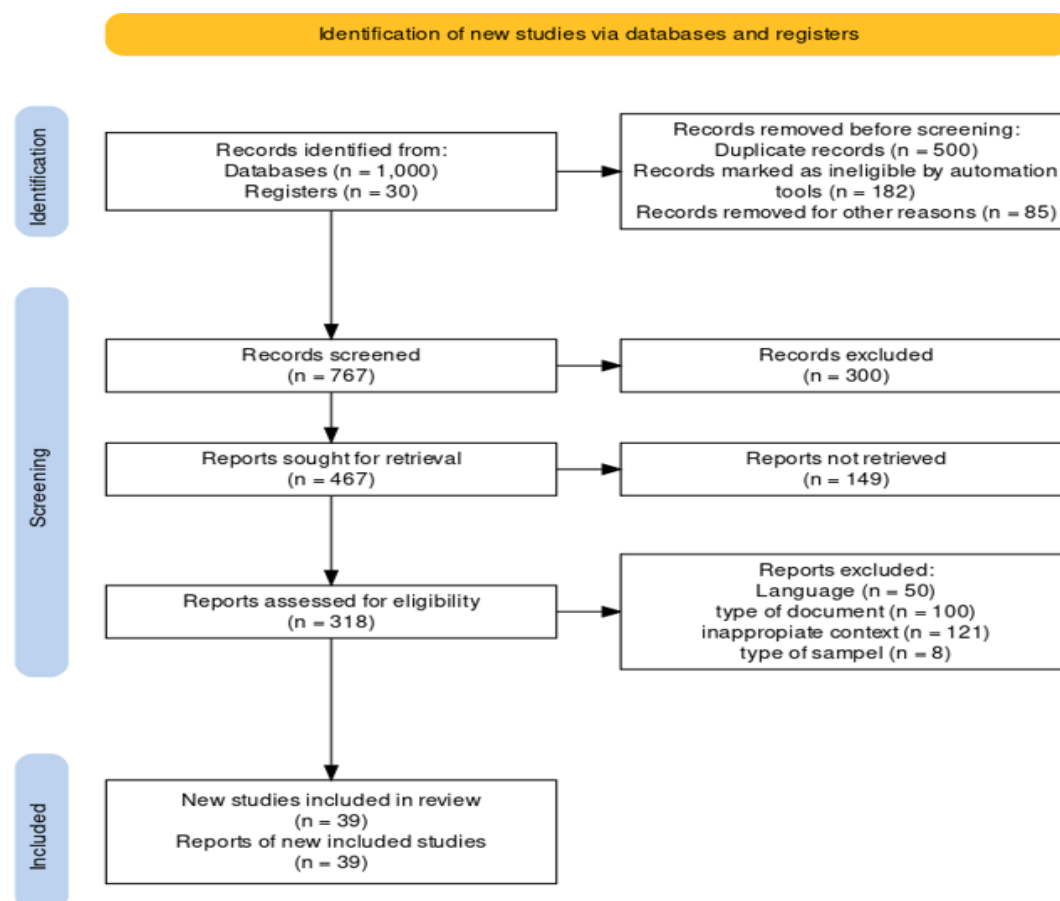 Identification of new studies via databases and registers
Identification
Records identified from:
Databases (n = 1,000)
Registers (n = 30)
Records removed before screening:
Duplicate records (n = 500)
Records marked as ineligible by automation
tools (n = 182)
Records removed for other reasons (n = 85)
Screening
Records screened
(n = 767)
Records excluded
(n = 300)
Reports sought for retrieval
(n = 467)
Reports not retrieved
(n = 149)
Reports assessed for eligibility
(n = 318)
Reports excluded:
Language (n = 50)
type of document (n = 100)
inappropiate context (n = 121)
type of sampel (n = 8)
Included
New studies included in review
(n = 39)
Reports of new included studies
(n = 39)